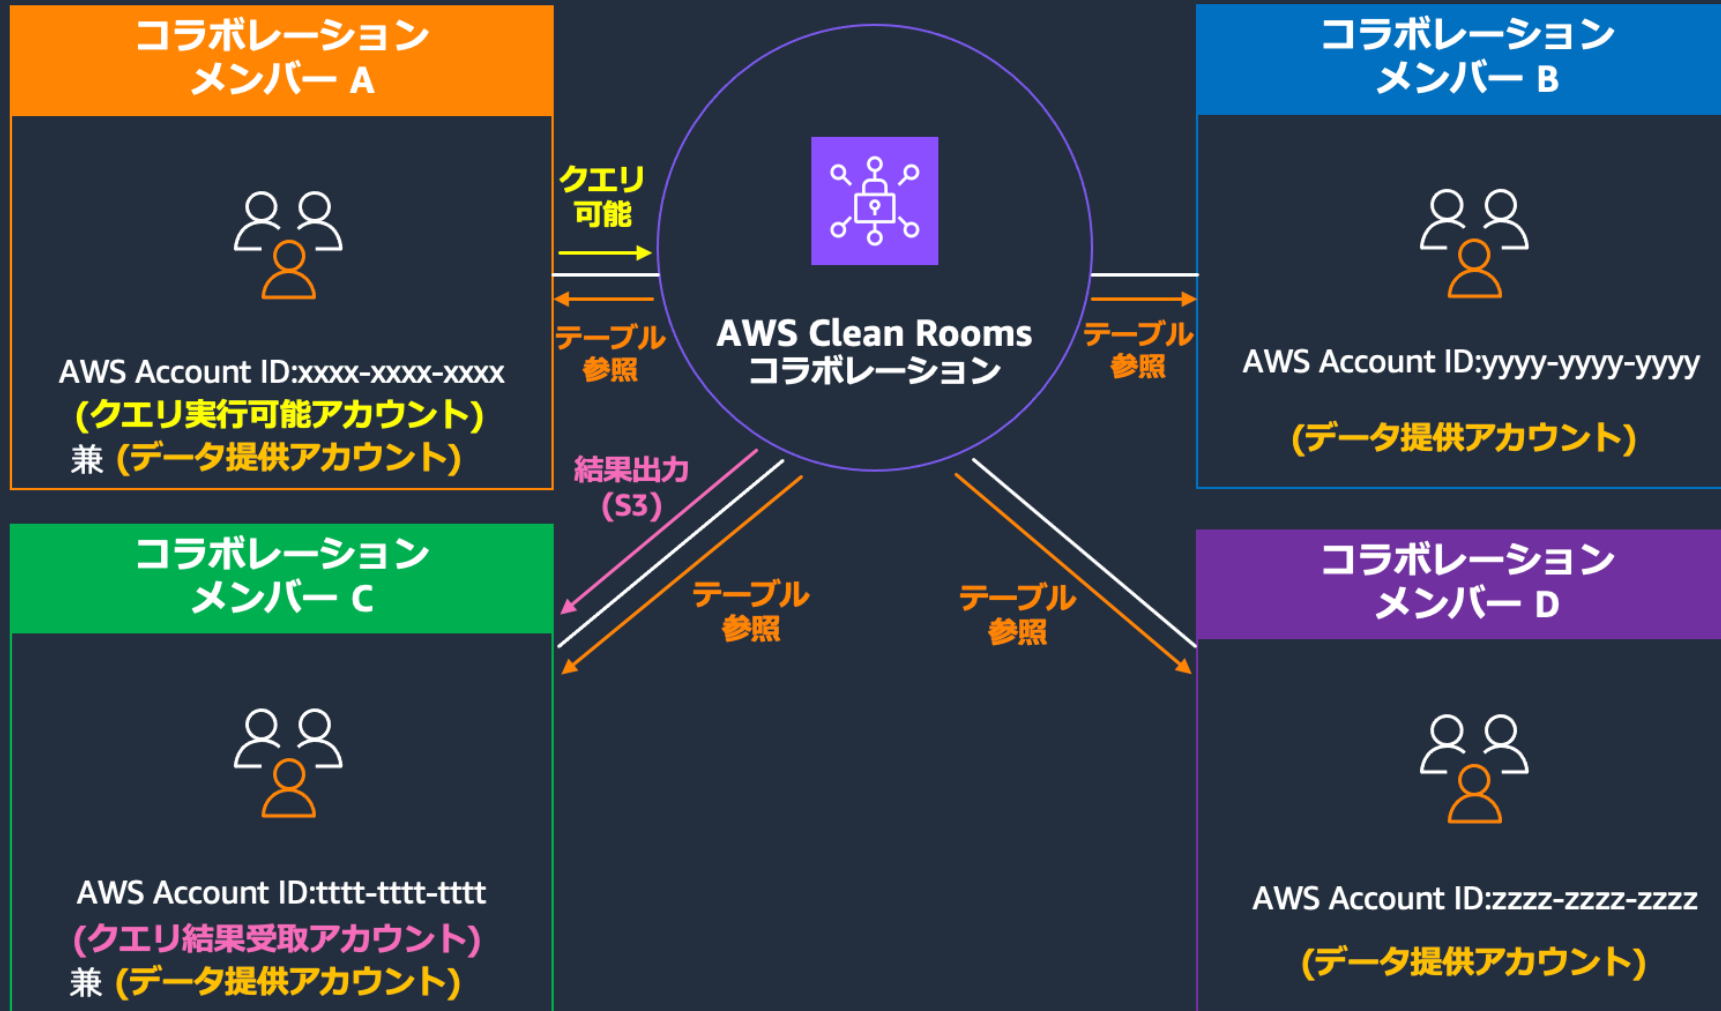 コラボレーション
メンバー A
クエリ
可能
テーブル
参照
AWS Account ID:xxxx-xxxx-xxxx
(クエリ実行可能アカウント)
兼 (データ提供アカウント)
AWS Clean Rooms
コラボレーション
コラボレーション
メンバー B
テーブル
参照
AWS Account ID:yyyy-yyyy-yyyy
(データ提供アカウント)
結果出力
(S3)
テーブル
参照
テーブル
参照
コラボレーション
メンバー C
AWS Account ID:tttt-tttt-tttt
(クエリ結果受取アカウント)
兼 (データ提供アカウント)
コラボレーション
メンバー D
AWS Account ID:zzzz-zzzz-zzzz
(データ提供アカウント)